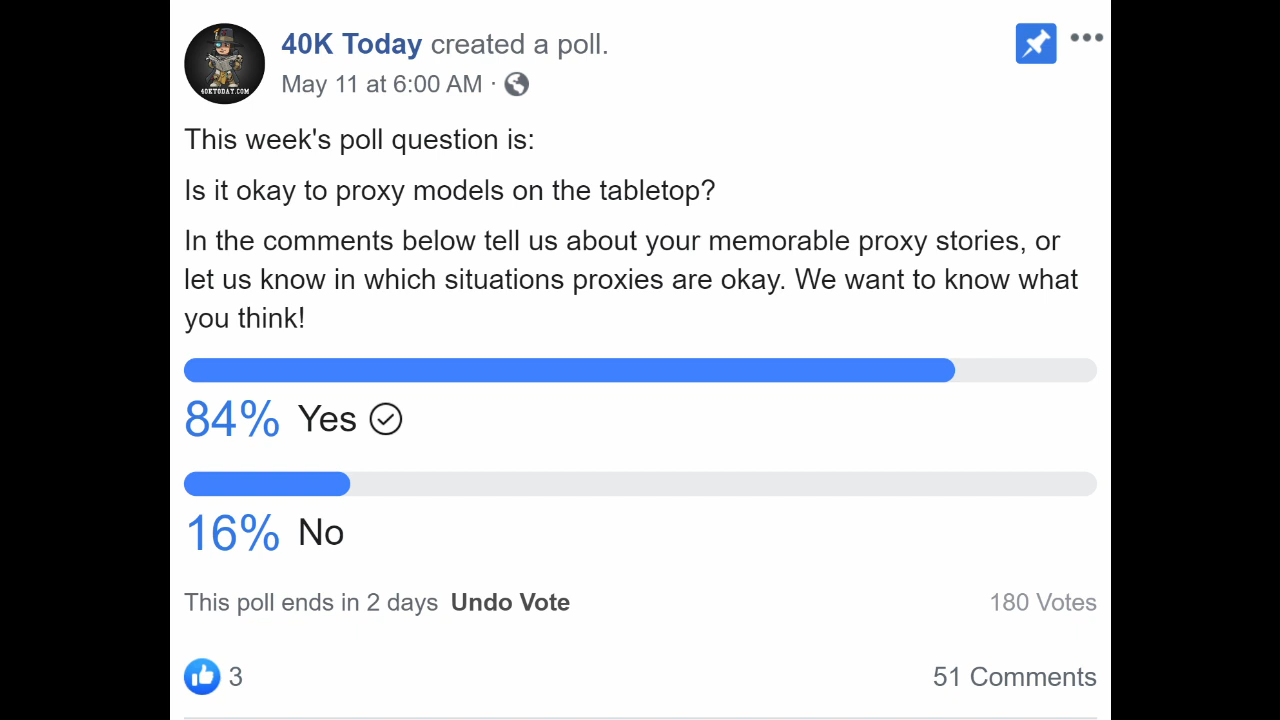 40K Today created a poll.
May 11 at 6:00 AM ·
40KTODAY.COM
This week's poll question is:
Is it okay to proxy models on the tabletop?
In the comments below tell us about your memorable proxy stories, or
let us know in which situations proxies are okay. We want to know what
you think!
84% Yes
16% No
This poll ends in 2 days Undo Vote 180 Votes
3 51 Comments